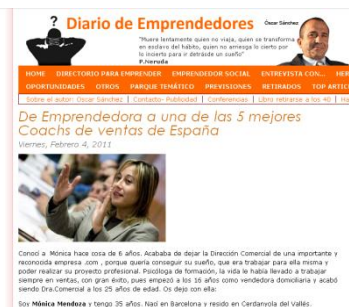 Diario de Emprendedores
Oscar Sánchez
"Muere lentamente quien no viaja, quien se transforma
en esclavo del hábito, quien no arriesga lo cierto por
lo incierto para ir detrás de un sueño"
P.Neruda
HOME DIRECTORIO PARA EMPRENDER EMPRENDEDOR SOCIAL ENTREVISTA CON... HER
OPORTUNIDADES OTROS PARQUE TEMÁTICO PREVISIONES RETIRADOS TOP ARTIC
Sobre el autor: Oscar Sánchez | Contacto- Publicidad | Conferencias | Libro retirarse a los 40 | Ha
De Emprendedora a una de las 5 mejores
Coachs de ventas de España
Viernes, Febrero 4, 2011
Conocí a Mónica hace cosa de 6 años. Acababa de dejar la Dirección Comercial de una importante y
reconocida empresa .com , porque quería conseguir su sueño, que era trabajar para ella misma y
poder realizar su proyecto profesional. Psicóloga de formación, la vida le había llevado a trabajar
siempre en ventas, con gran éxito, pues empezó a los 16 años como vendedora domiciliaria y acabó
siendo Dra.Comercial a los 25 años de edad. Os dejo con ella:
Soy Mónica Mendoza y tengo 35 años. Nací en Barcelona y resido en Cerdanyola del Vallés.